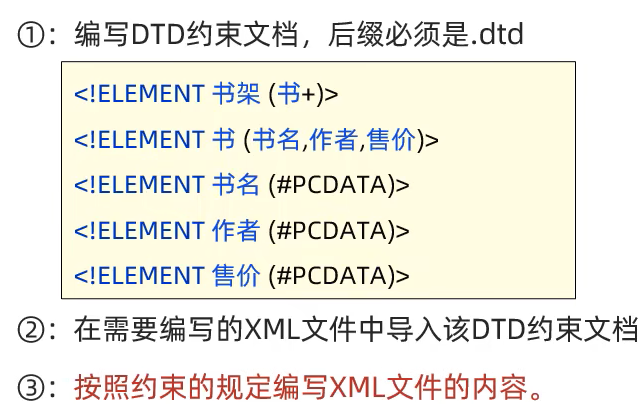 ①：编写DTD约束文档，后缀必须是.dtd
<!ELEMENT 书架 (书+)>
<!ELEMENT 书 (书名,作者,售价)>
<!ELEMENT 书名 (#PCDATA)>
<!ELEMENT 作者 (#PCDATA)>
<!ELEMENT 售价 (#PCDATA)>
②：在需要编写的XML文件中导入该DTD约束文档
③：按照约束的规定编写XML文件的内容。